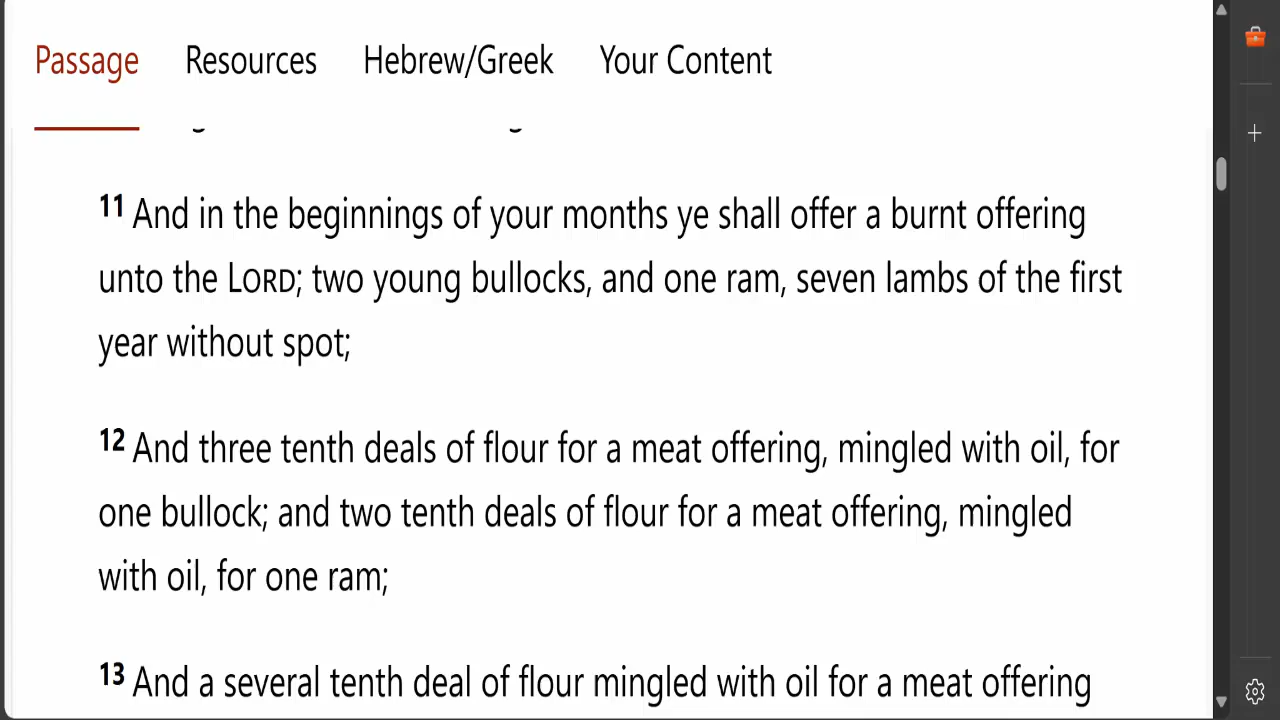 Passage Resources Hebrew/Greek Your Content
11 And in the beginnings of your months ye shall offer a burnt offering
unto the LORD; two young bullocks, and one ram, seven lambs of the first
year without spot;
12 And three tenth deals of flour for a meat offering, mingled with oil, for
one bullock; and two tenth deals of flour for a meat offering, mingled
with oil, for one ram;
13 And a several tenth deal of flour mingled with oil for a meat offering